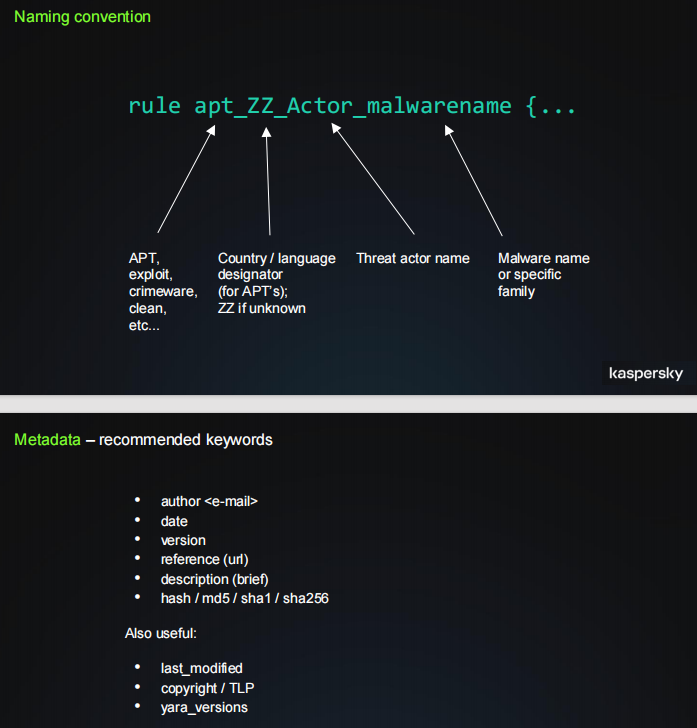 Naming convention
rule apt_ZZ_Actor_malwarename {...
APT,
exploit,
crimeware,
clean,
etc...
Country / language
designator
(for APT's);
ZZ if unknown
Threat actor name
Malware name
or specific
family
kaspersky
Metadata – recommended keywords
• author <e-mail>
• date
• version
• reference (url)
• description (brief)
• hash / md5 / sha1 / sha256
Also useful:
• last_modified
• copyright / TLP
• yara_versions